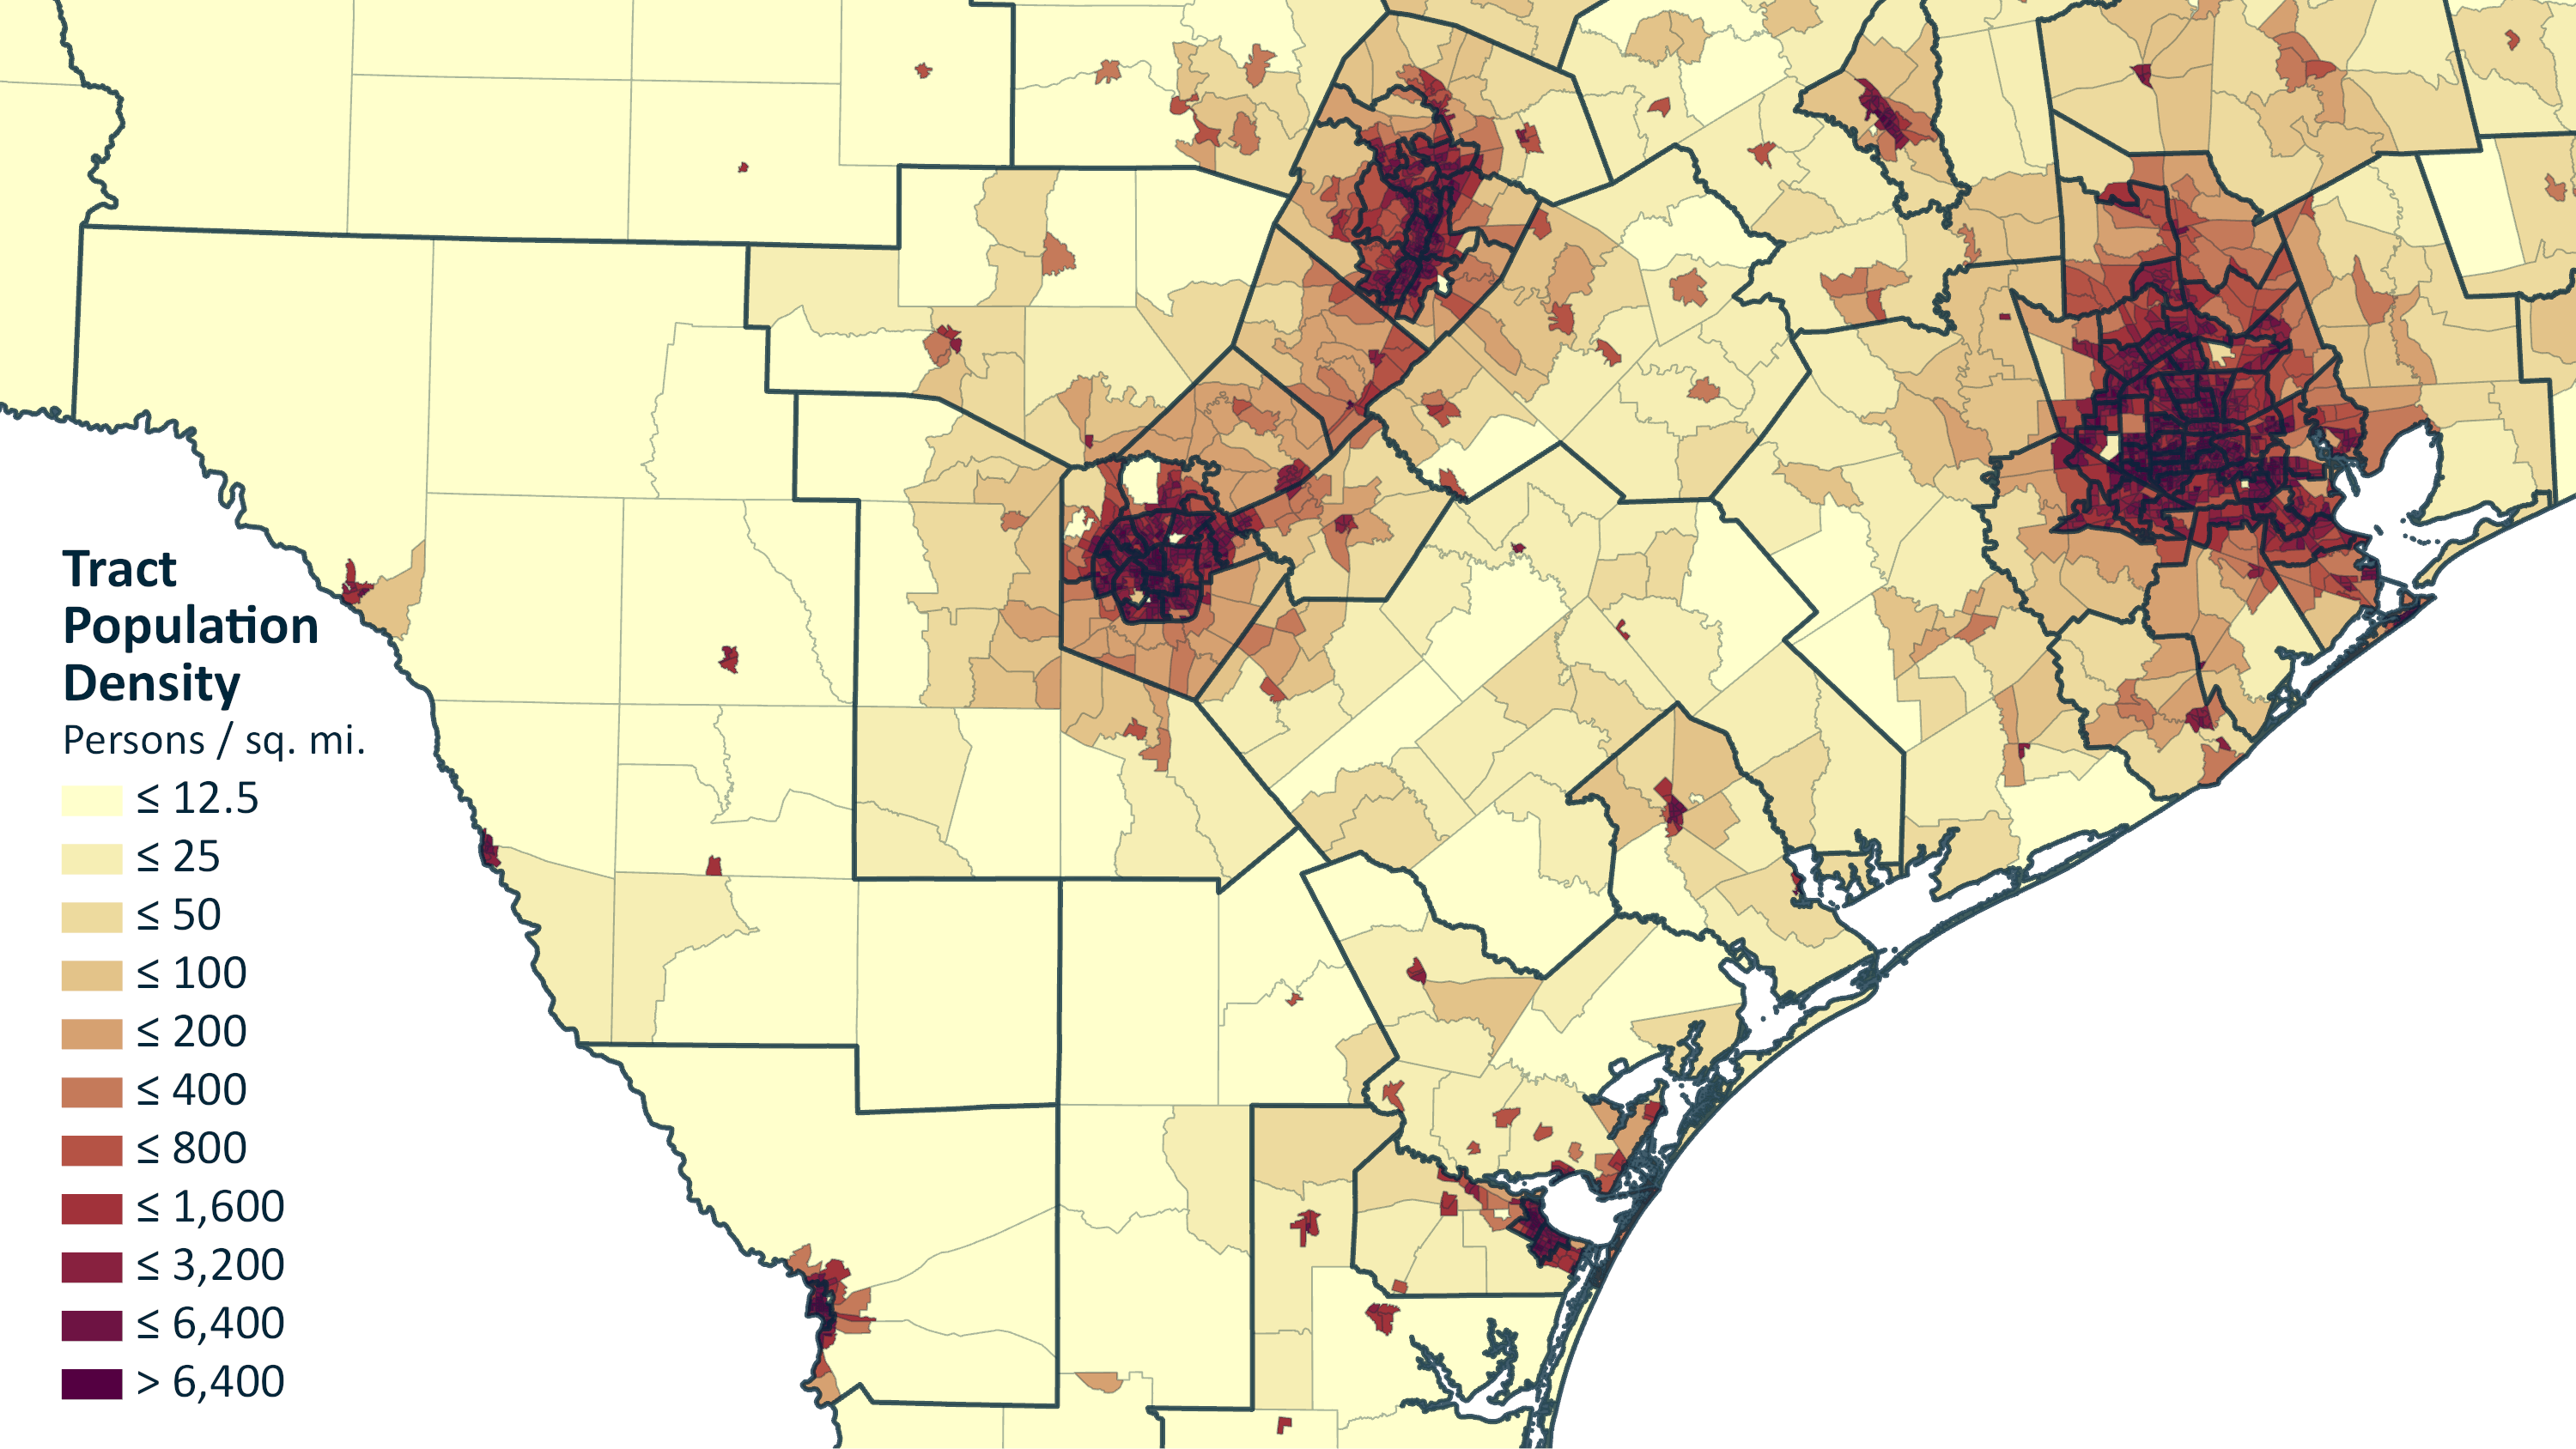 Tract
Population
Density
Persons / sq. mi.
≤ 12.5
≤ 25
≤ 50
≤ 100
≤ 200
≤ 400
≤ 800
≤ 1,600
≤ 3,200
≤ 6,400
> 6,400